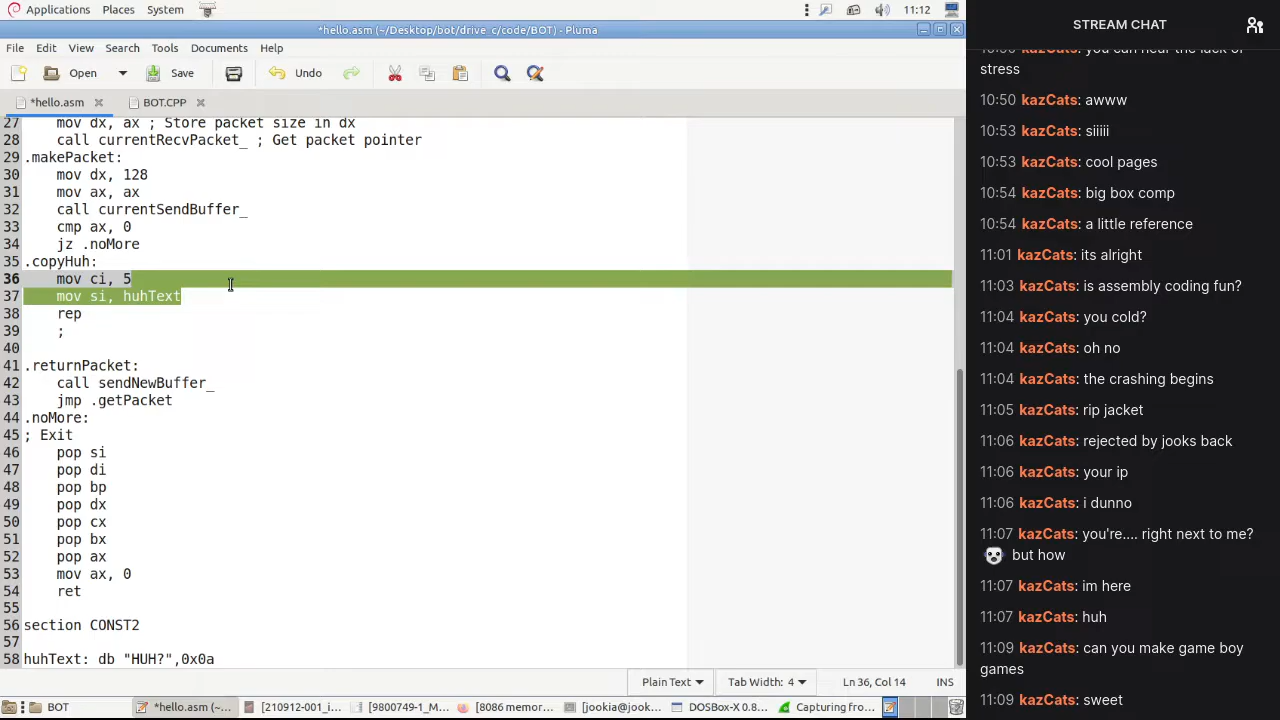 Applications Places System 11:12
*hello.asm (~/Desktop/bot/drive_c/code/BOT) - Pluma
File Edit View Search Tools Documents Help
Open Save Undo
*hello.asm BOT.CPP
27 mov dx, ax ; Store packet size in dx
28 call currentRecvPacket_ ; Get packet pointer
29 .makePacket:
30 mov dx, 128
31 mov ax, ax
32 call currentSendBuffer_
33 cmp ax, 0
34 jz .noMore
35 .copyHuh:
36 mov ci, 5
37 mov si, huhText
38 rep
39 ;
40
41 .returnPacket:
42 call sendNewBuffer_
43 jmp .getPacket
44 .noMore:
45 ; Exit
46 pop si
47 pop di
48 pop bp
49 pop dx
50 pop cx
51 pop bx
52 pop ax
53 mov ax, 0
54 ret
55
56 section CONST2
57
58 huhText: db "HUH?",0x0a
Plain Text Tab Width: 4 Ln 36, Col 14 INS
BOT *hello.asm (~... [210912-001_i... [9800749-1_M... [8086 memor... [jookia@jook... DOSBox-X 0.8... Capturing fro...
STREAM CHAT
stress
10:50 kazCats: awww
10:53 kazCats: siiiii
10:53 kazCats: cool pages
10:54 kazCats: big box comp
10:54 kazCats: a little reference
11:01 kazCats: its alright
11:03 kazCats: is assembly coding fun?
11:04 kazCats: you cold?
11:04 kazCats: oh no
11:04 kazCats: the crashing begins
11:05 kazCats: rip jacket
11:06 kazCats: rejected by jooks back
11:06 kazCats: your ip
11:06 kazCats: i dunno
11:07 kazCats: you're.... right next to me?
but how
11:07 kazCats: im here
11:07 kazCats: huh
11:09 kazCats: can you make game boy
games
11:09 kazCats: sweet